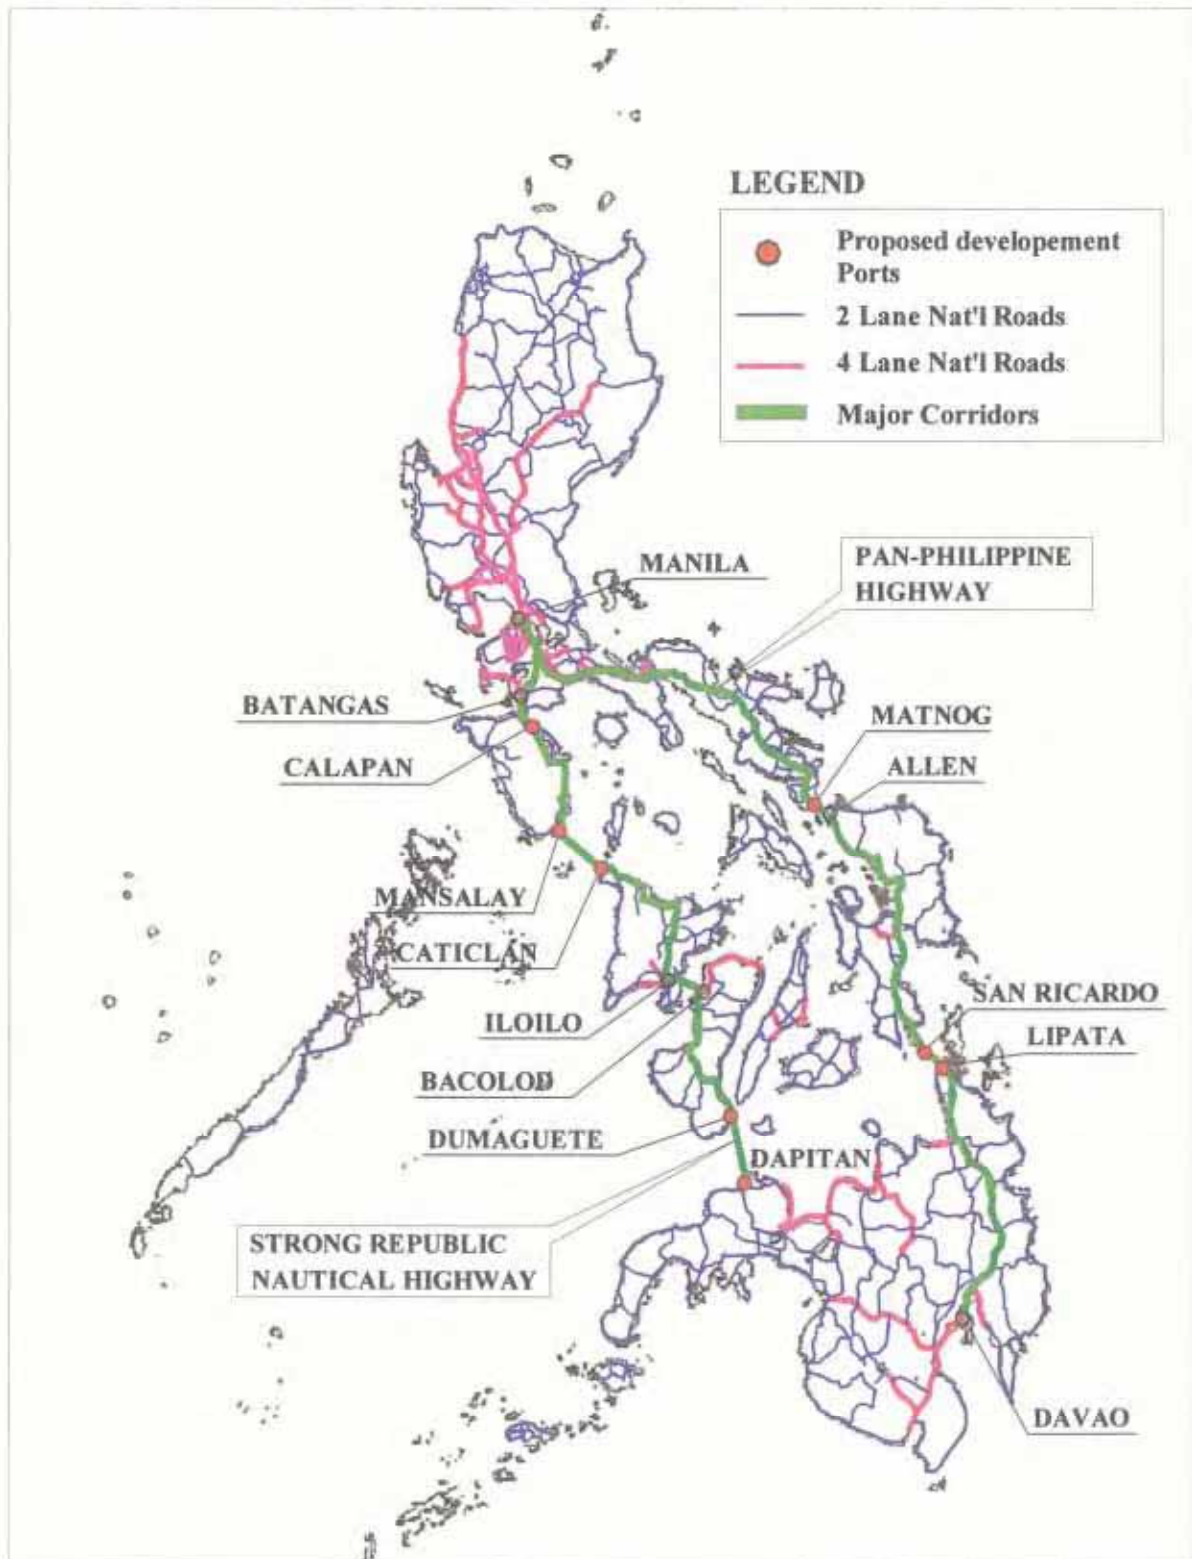 LEGEND
Proposed developement
Ports
2 Lane Nat'l Roads
4 Lane Nat'l Roads
Major Corridors
MANILA
PAN-PHILIPPINE
HIGHWAY
BATANGAS
MATNOG
CALAPAN
ALLEN
MANSALAY
CATICLAN
SAN RICARDO
ILOILO
LIPATA
BACOLOD
DUMAGUETE
DAPITAN
STRONG REPUBLIC
NAUTICAL HIGHWAY
DAVAO